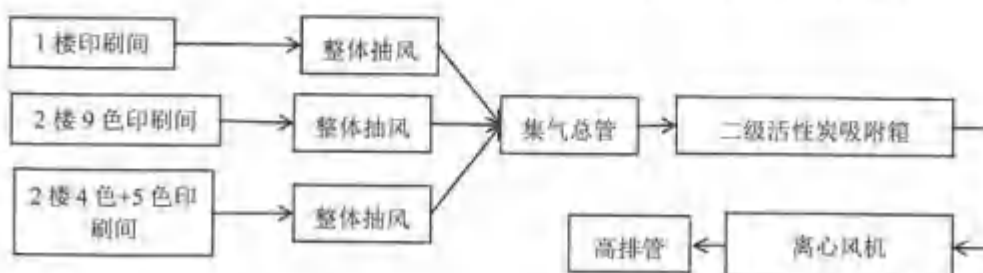 1 楼印刷间
整体抽风
2 楼 9 色印刷间
整体抽风
集气总管
二级活性炭吸附箱
2 楼 4 色+5 色印
刷间
整体抽风
高排管
离心风机